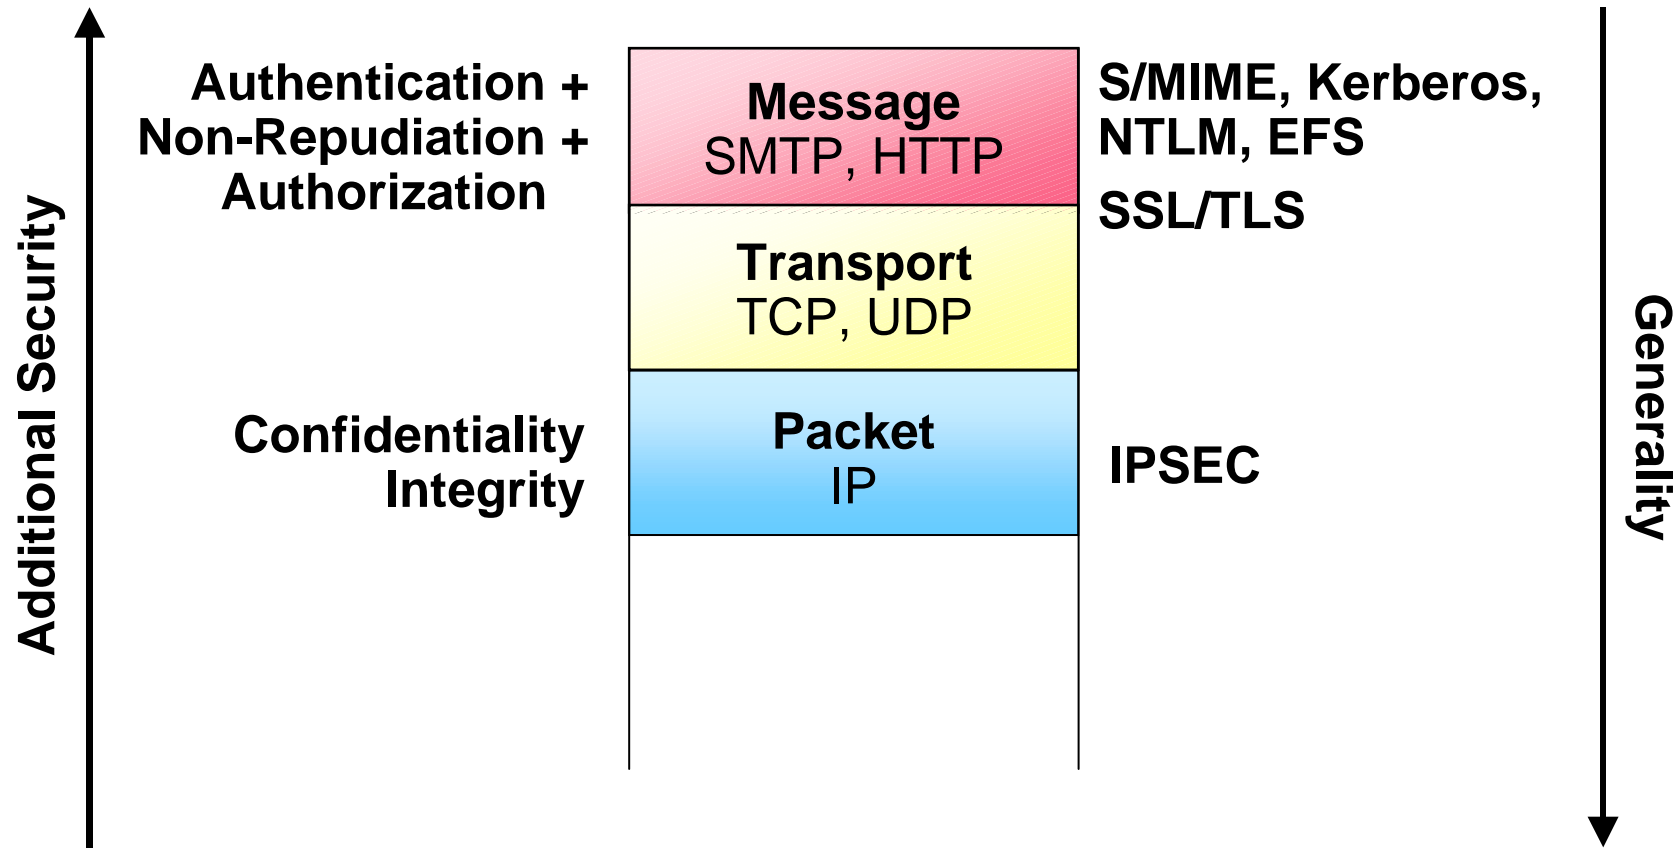 Additional Security
Authentication +
Non-Repudiation +
Authorization
Confidentiality
Integrity
Message
SMTP, HTTP
Transport
TCP, UDP
Packet
IP
S/MIME, Kerberos,
NTLM, EFS
SSL/TLS
IPSEC
Generality